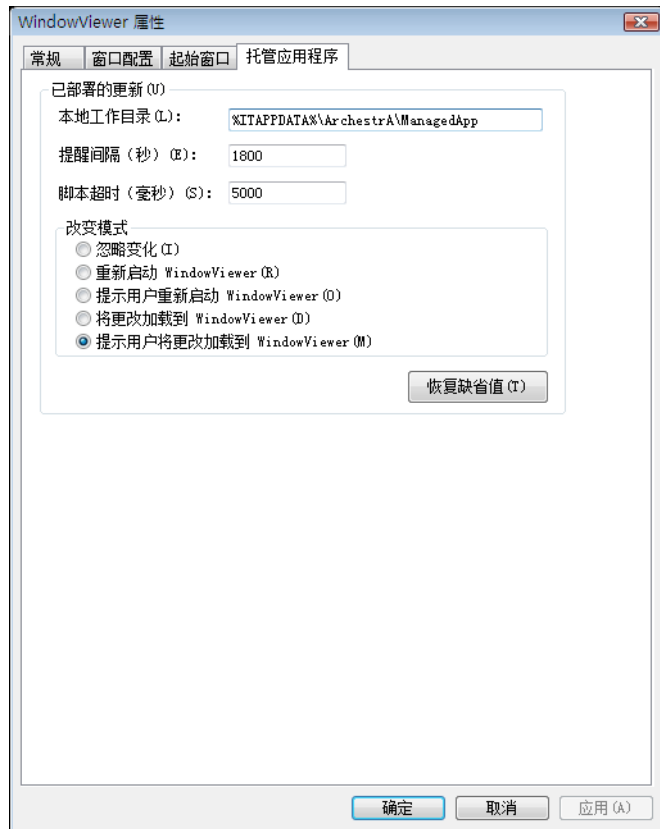 WindowViewer 属性
常规 窗口配置 起始窗口 托管应用程序
已部署的更新(U)
本地工作目录(L): %ITAPPDATA%\ArchestrA\ManagedApp
提醒间隔（秒）(E): 1800
脚本超时（毫秒）(S): 5000
改变模式
忽略变化(I)
重新启动 WindowViewer(R)
提示用户重新启动 WindowViewer(O)
将更改加载到 WindowViewer(D)
提示用户将更改加载到 WindowViewer(M)
恢复缺省值(T)
确定 取消 应用(A)